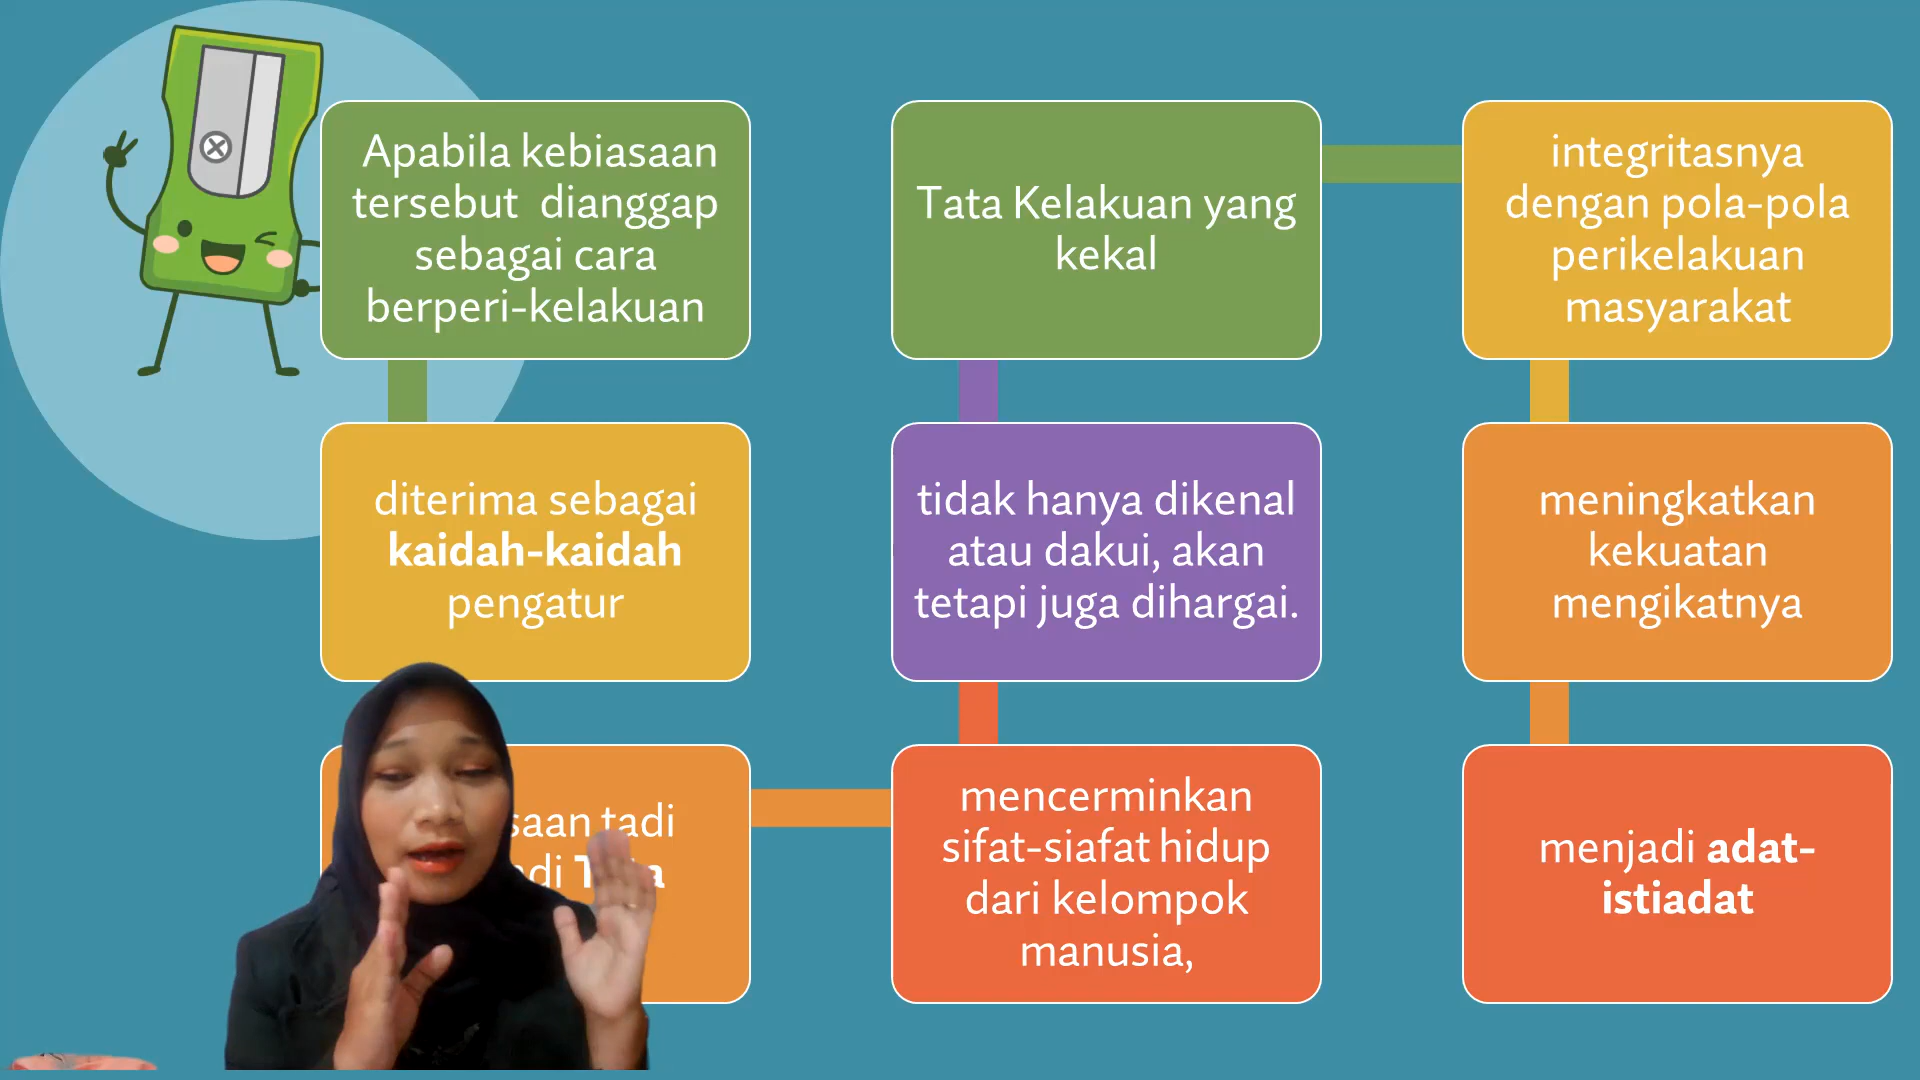 Apabila kebiasaan
tersebut dianggap
sebagai cara
berperi-kelakuan
diterima sebagai
kaidah-kaidah
pengatur
tadi
mencerminkan
sifat-siafat hidup
dari kelompok
manusia,
tidak hanya dikenal
atau dakui, akan
tetapi juga dihargai.
Tata Kelakuan yang
kekal
integritasnya
dengan pola-pola
perikelakuan
masyarakat
meningkatkan
kekuatan
mengikatnya
menjadi adat-
istiadat